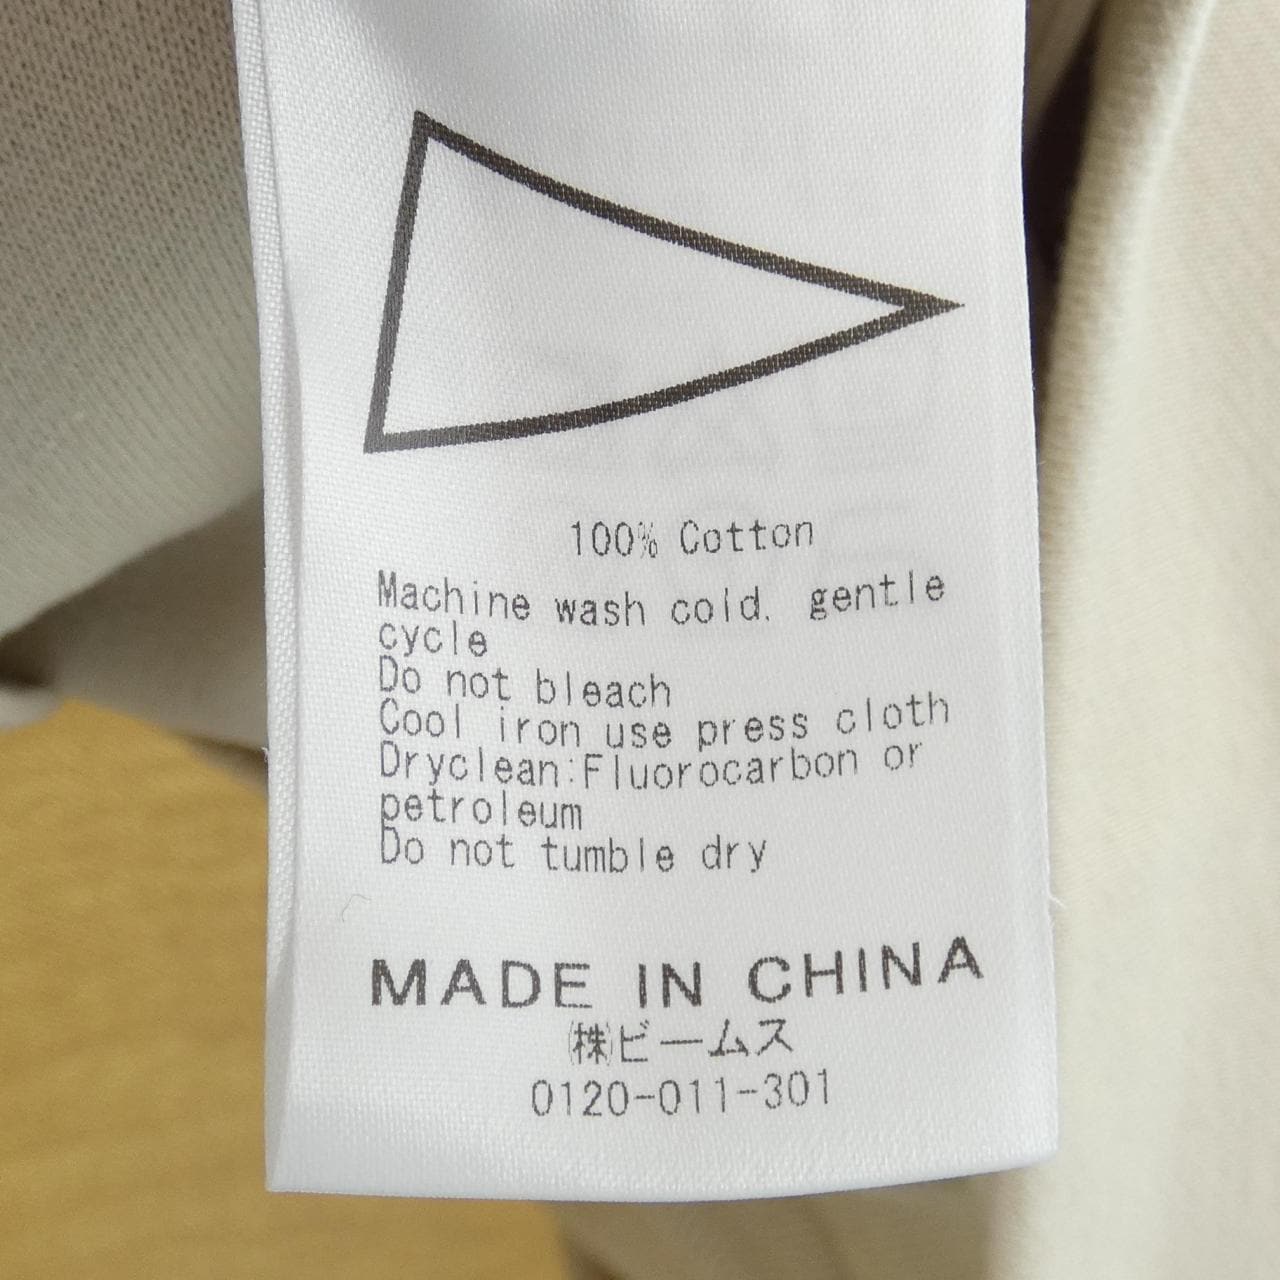 100% Cotton
Machine wash cold. gentle
cycle
Do not bleach
Cool iron use press cloth
Dryclean:Fluorocarbon or
petroleum
Do not tumble dry
MADE IN CHINA
㈱ビームス
0120-011-301